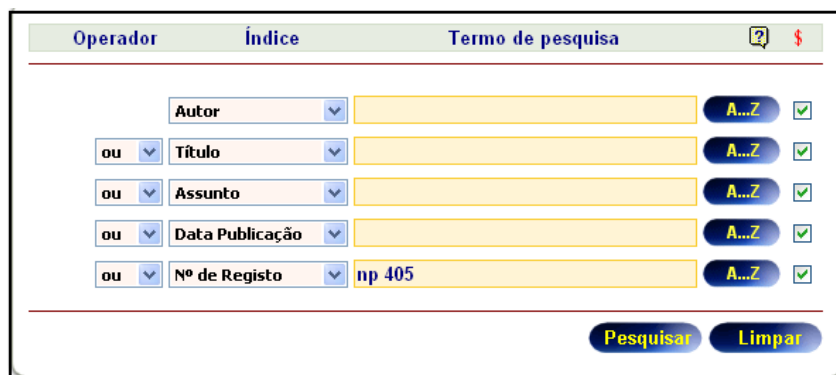 Operador Índice Termo de pesquisa ? $
Autor A...Z
ou Título A...Z
ou Assunto A...Z
ou Data Publicação A...Z
ou Nº de Registo np 405 A...Z
Pesquisar Limpar